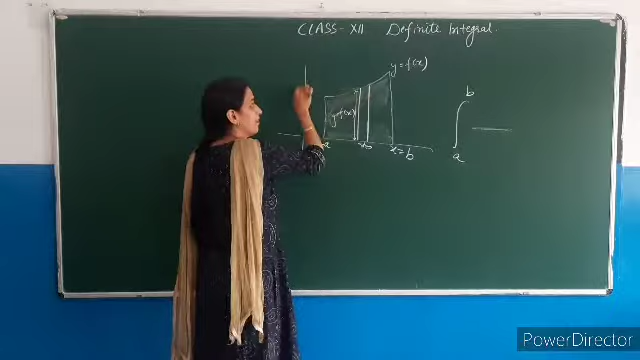 CLASS-XII Definite Integral.
y=f(x)
b
y=f(x)
a
x=b
a
PowerDirector